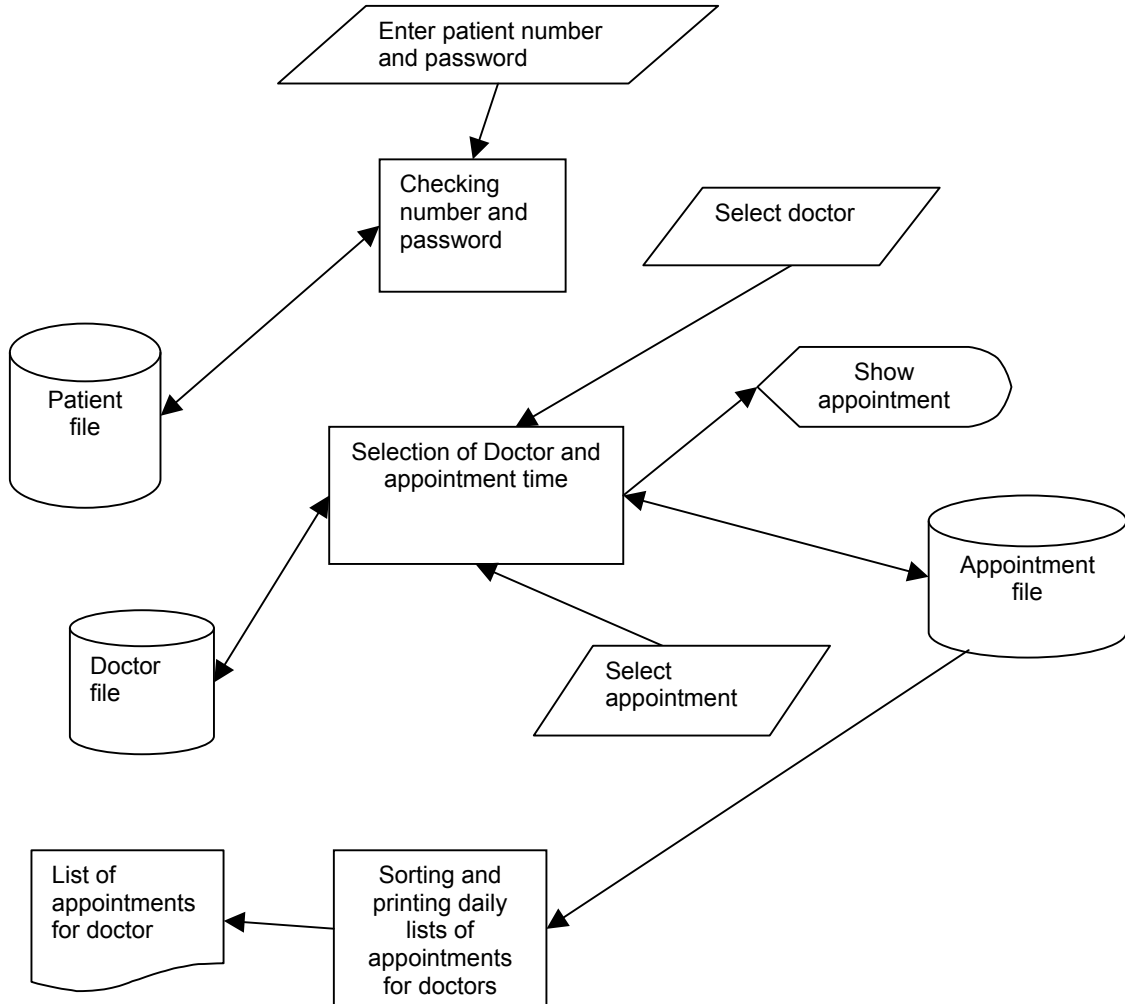 Enter patient number
and password
Checking
number and
password
Select doctor
Patient
file
Show
appointment
Selection of Doctor and
appointment time
Appointment
file
Doctor
file
Select
appointment
List of
appointments
for doctor
Sorting and
printing daily
lists of
appointments
for doctors